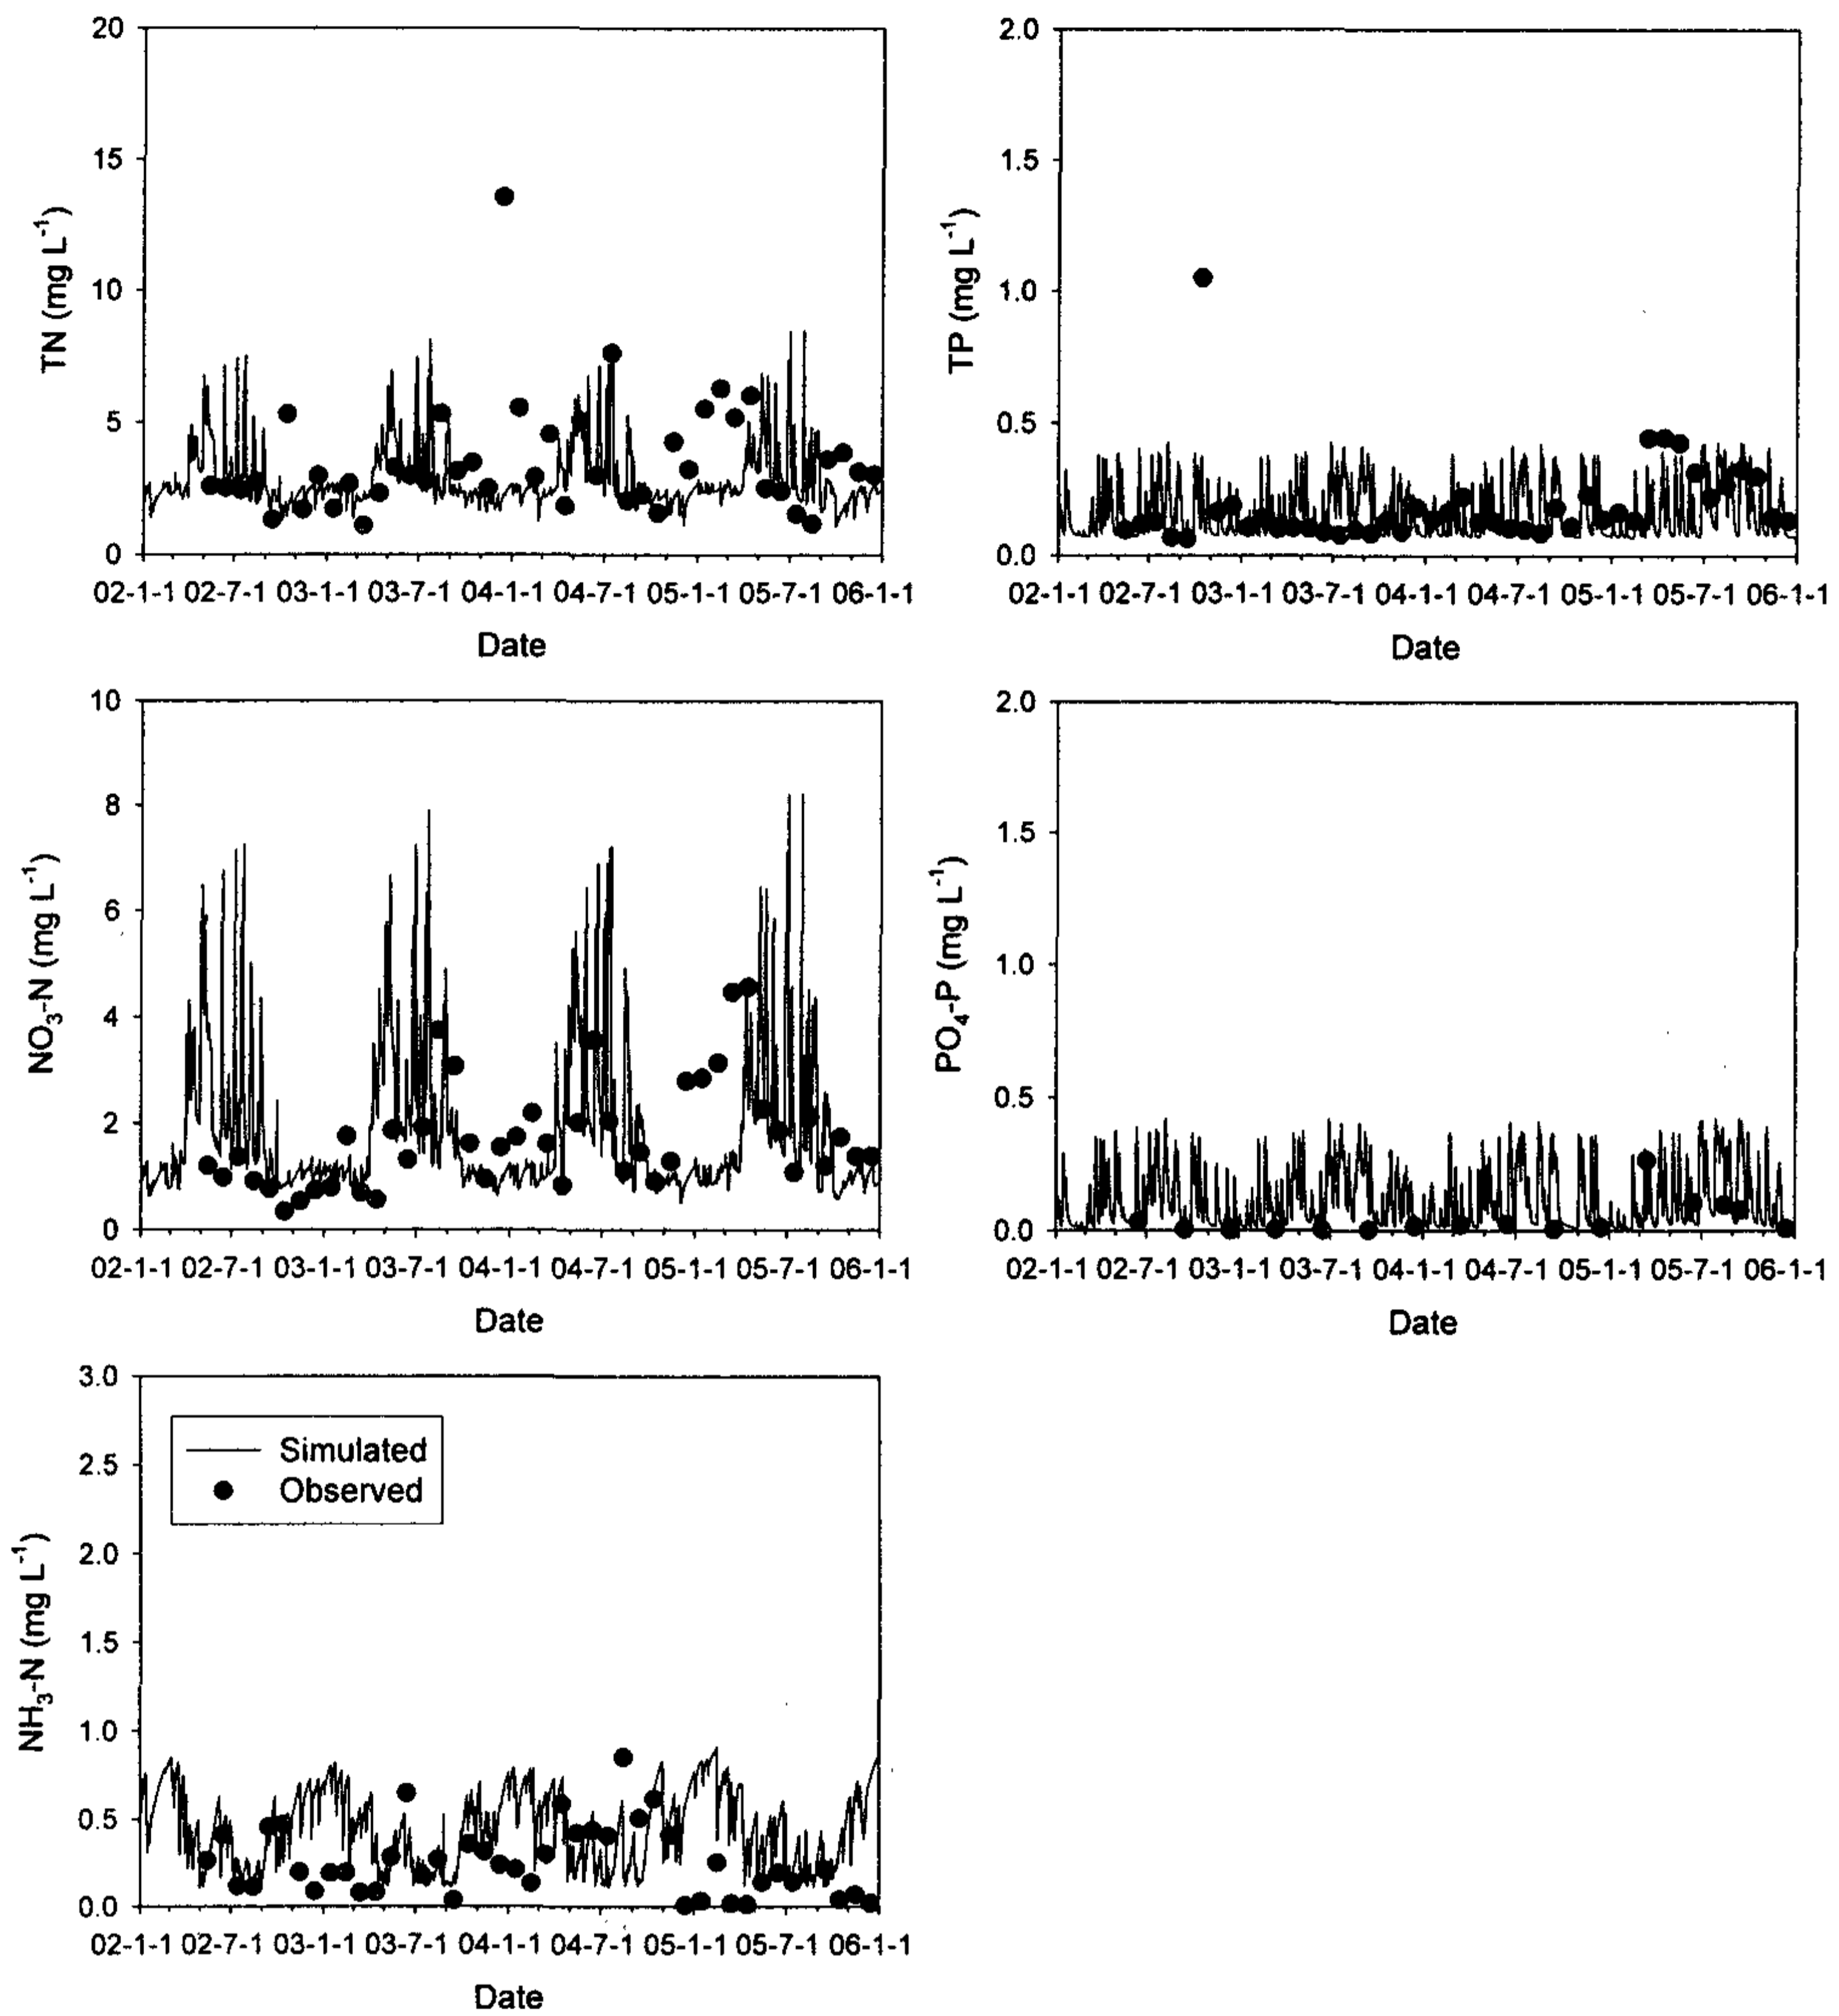 20
15
10
5
0
TN (mg L⁻¹)
02-1-1 02-7-1 03-1-1 03-7-1 04-1-1 04-7-1 05-1-1 05-7-1 06-1-1
Date
2.0
1.5
1.0
0.5
0.0
TP (mg L⁻¹)
02-1-1 02-7-1 03-1-1 03-7-1 04-1-1 04-7-1 05-1-1 05-7-1 06-1-1
Date
10
8
6
4
2
0
NO₃-N (mg L⁻¹)
02-1-1 02-7-1 03-1-1 03-7-1 04-1-1 04-7-1 05-1-1 05-7-1 06-1-1
Date
2.0
1.5
1.0
0.5
0.0
PO₄-P (mg L⁻¹)
02-1-1 02-7-1 03-1-1 03-7-1 04-1-1 04-7-1 05-1-1 05-7-1 06-1-1
Date
3.0
2.5
2.0
1.5
1.0
0.5
0.0
NH₃-N (mg L⁻¹)
Simulated
Observed
02-1-1 02-7-1 03-1-1 03-7-1 04-1-1 04-7-1 05-1-1 05-7-1 06-1-1
Date